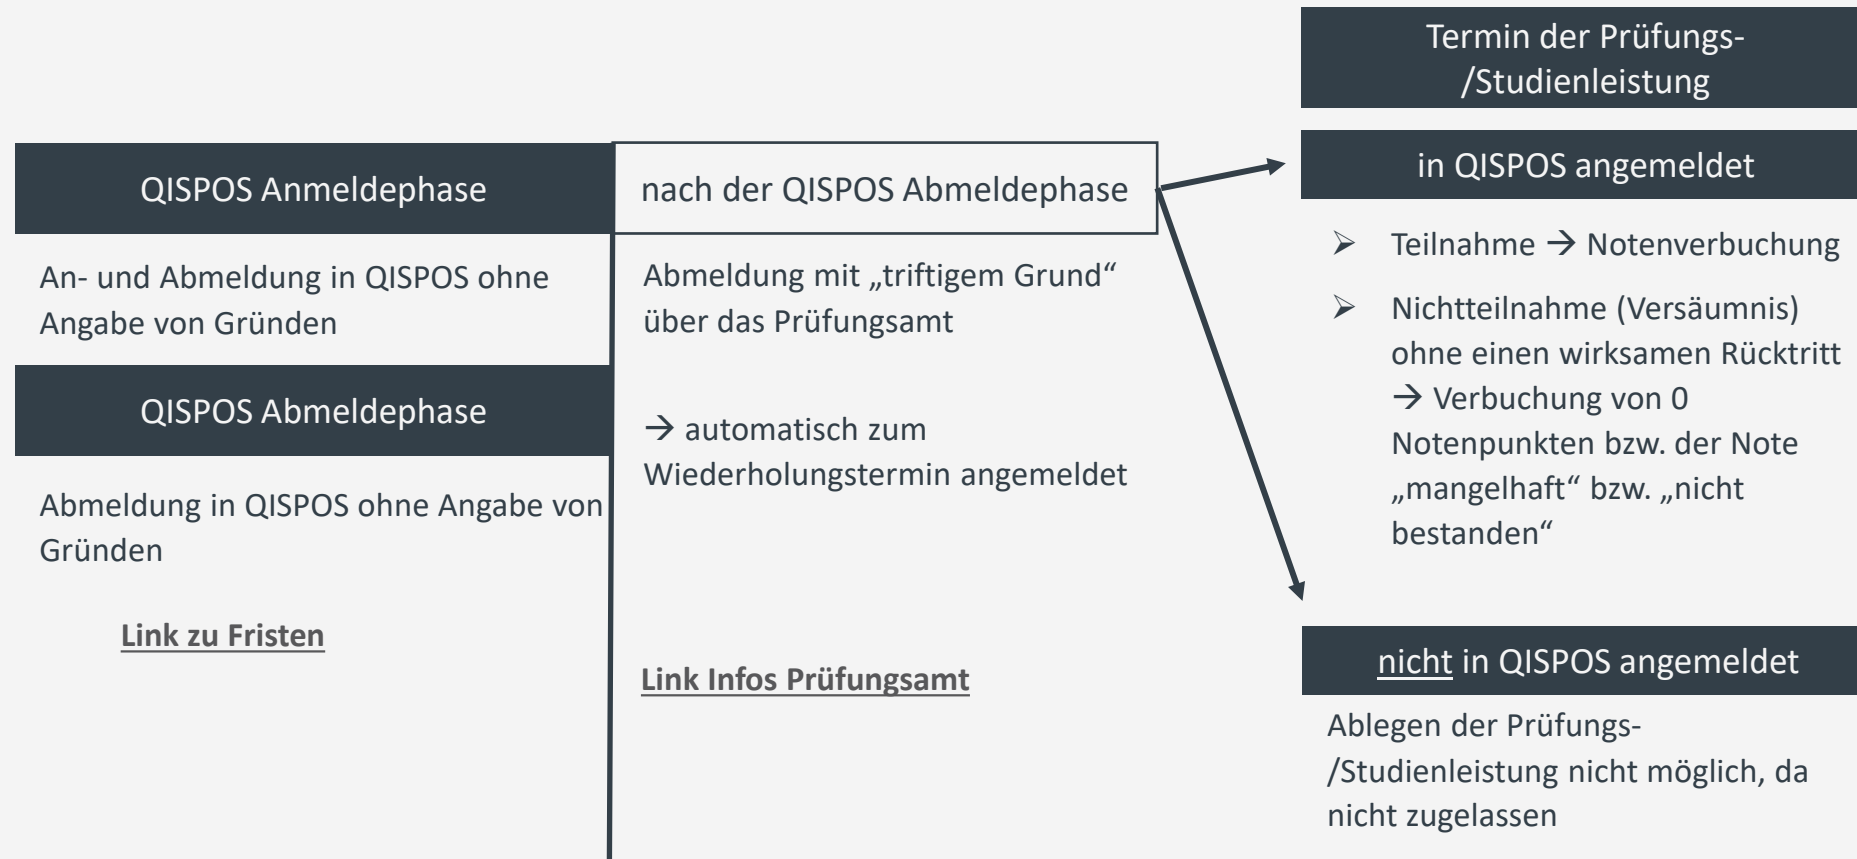 QISPOS Anmeldephase
An- und Abmeldung in QISPOS ohne
Angabe von Gründen
QISPOS Abmeldephase
Abmeldung in QISPOS ohne Angabe von
Gründen
Link zu Fristen
nach der QISPOS Abmeldephase
Abmeldung mit „triftigem Grund“
über das Prüfungsamt
→ automatisch zum
Wiederholungstermin angemeldet
Link Infos Prüfungsamt
Termin der Prüfungs-
/Studienleistung
in QISPOS angemeldet
➢ Teilnahme → Notenverbuchung
➢ Nichtteilnahme (Versäumnis)
ohne einen wirksamen Rücktritt
→ Verbuchung von 0
Notenpunkten bzw. der Note
„mangelhaft“ bzw. „nicht
bestanden“
nicht in QISPOS angemeldet
Ablegen der Prüfungs-
/Studienleistung nicht möglich, da
nicht zugelassen